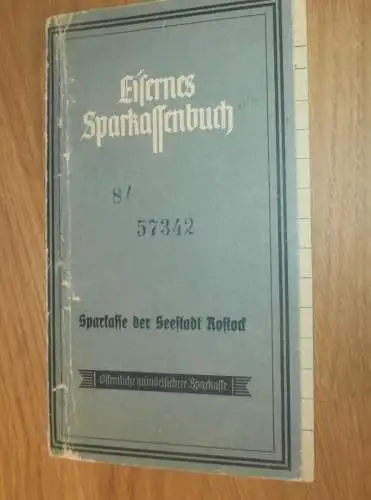 Eisernes
Sparkassenbuch
8/
57342
Sparkasse der Seestadt Rostock
Öffentliche mündelsichere Sparkasse